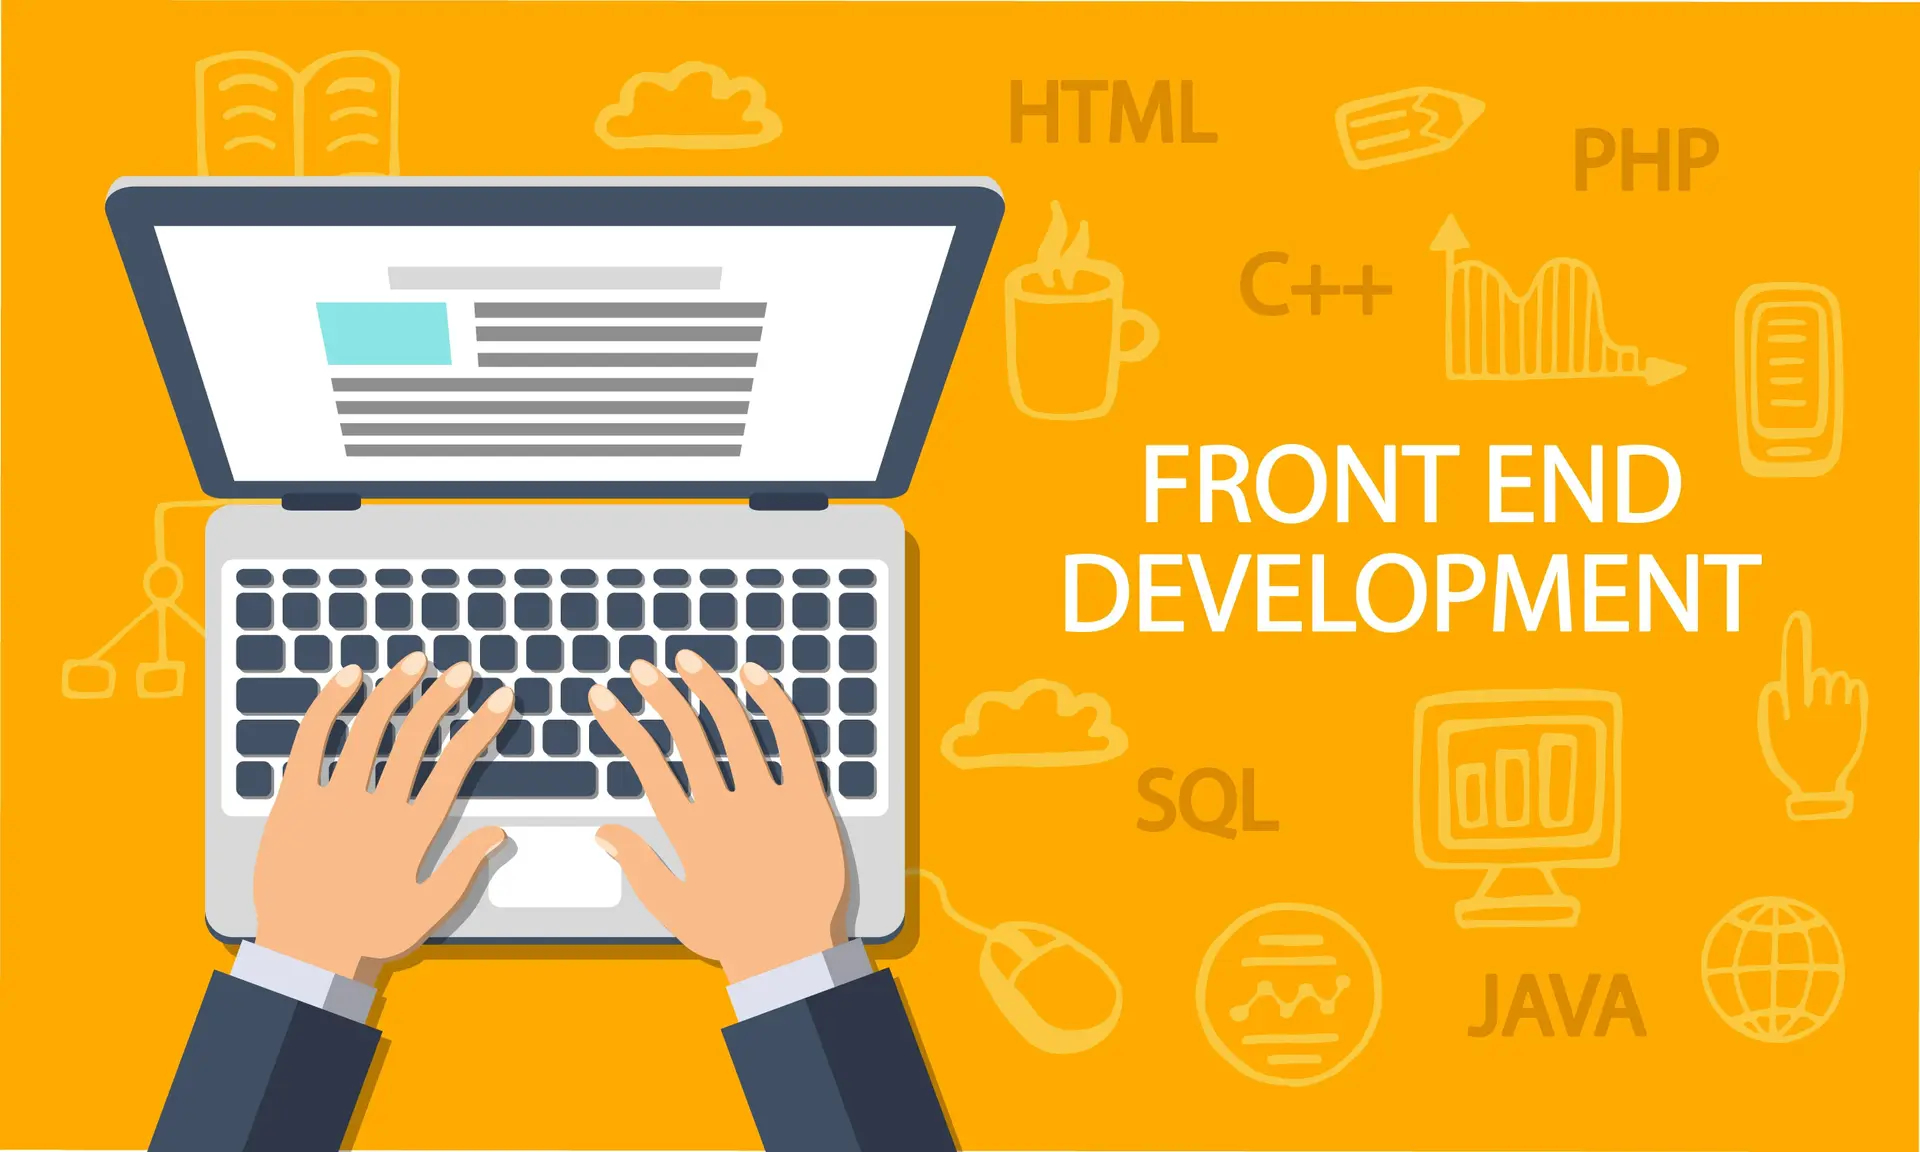 HTML
PHP
C++
FRONT END
DEVELOPMENT
SQL
JAVA